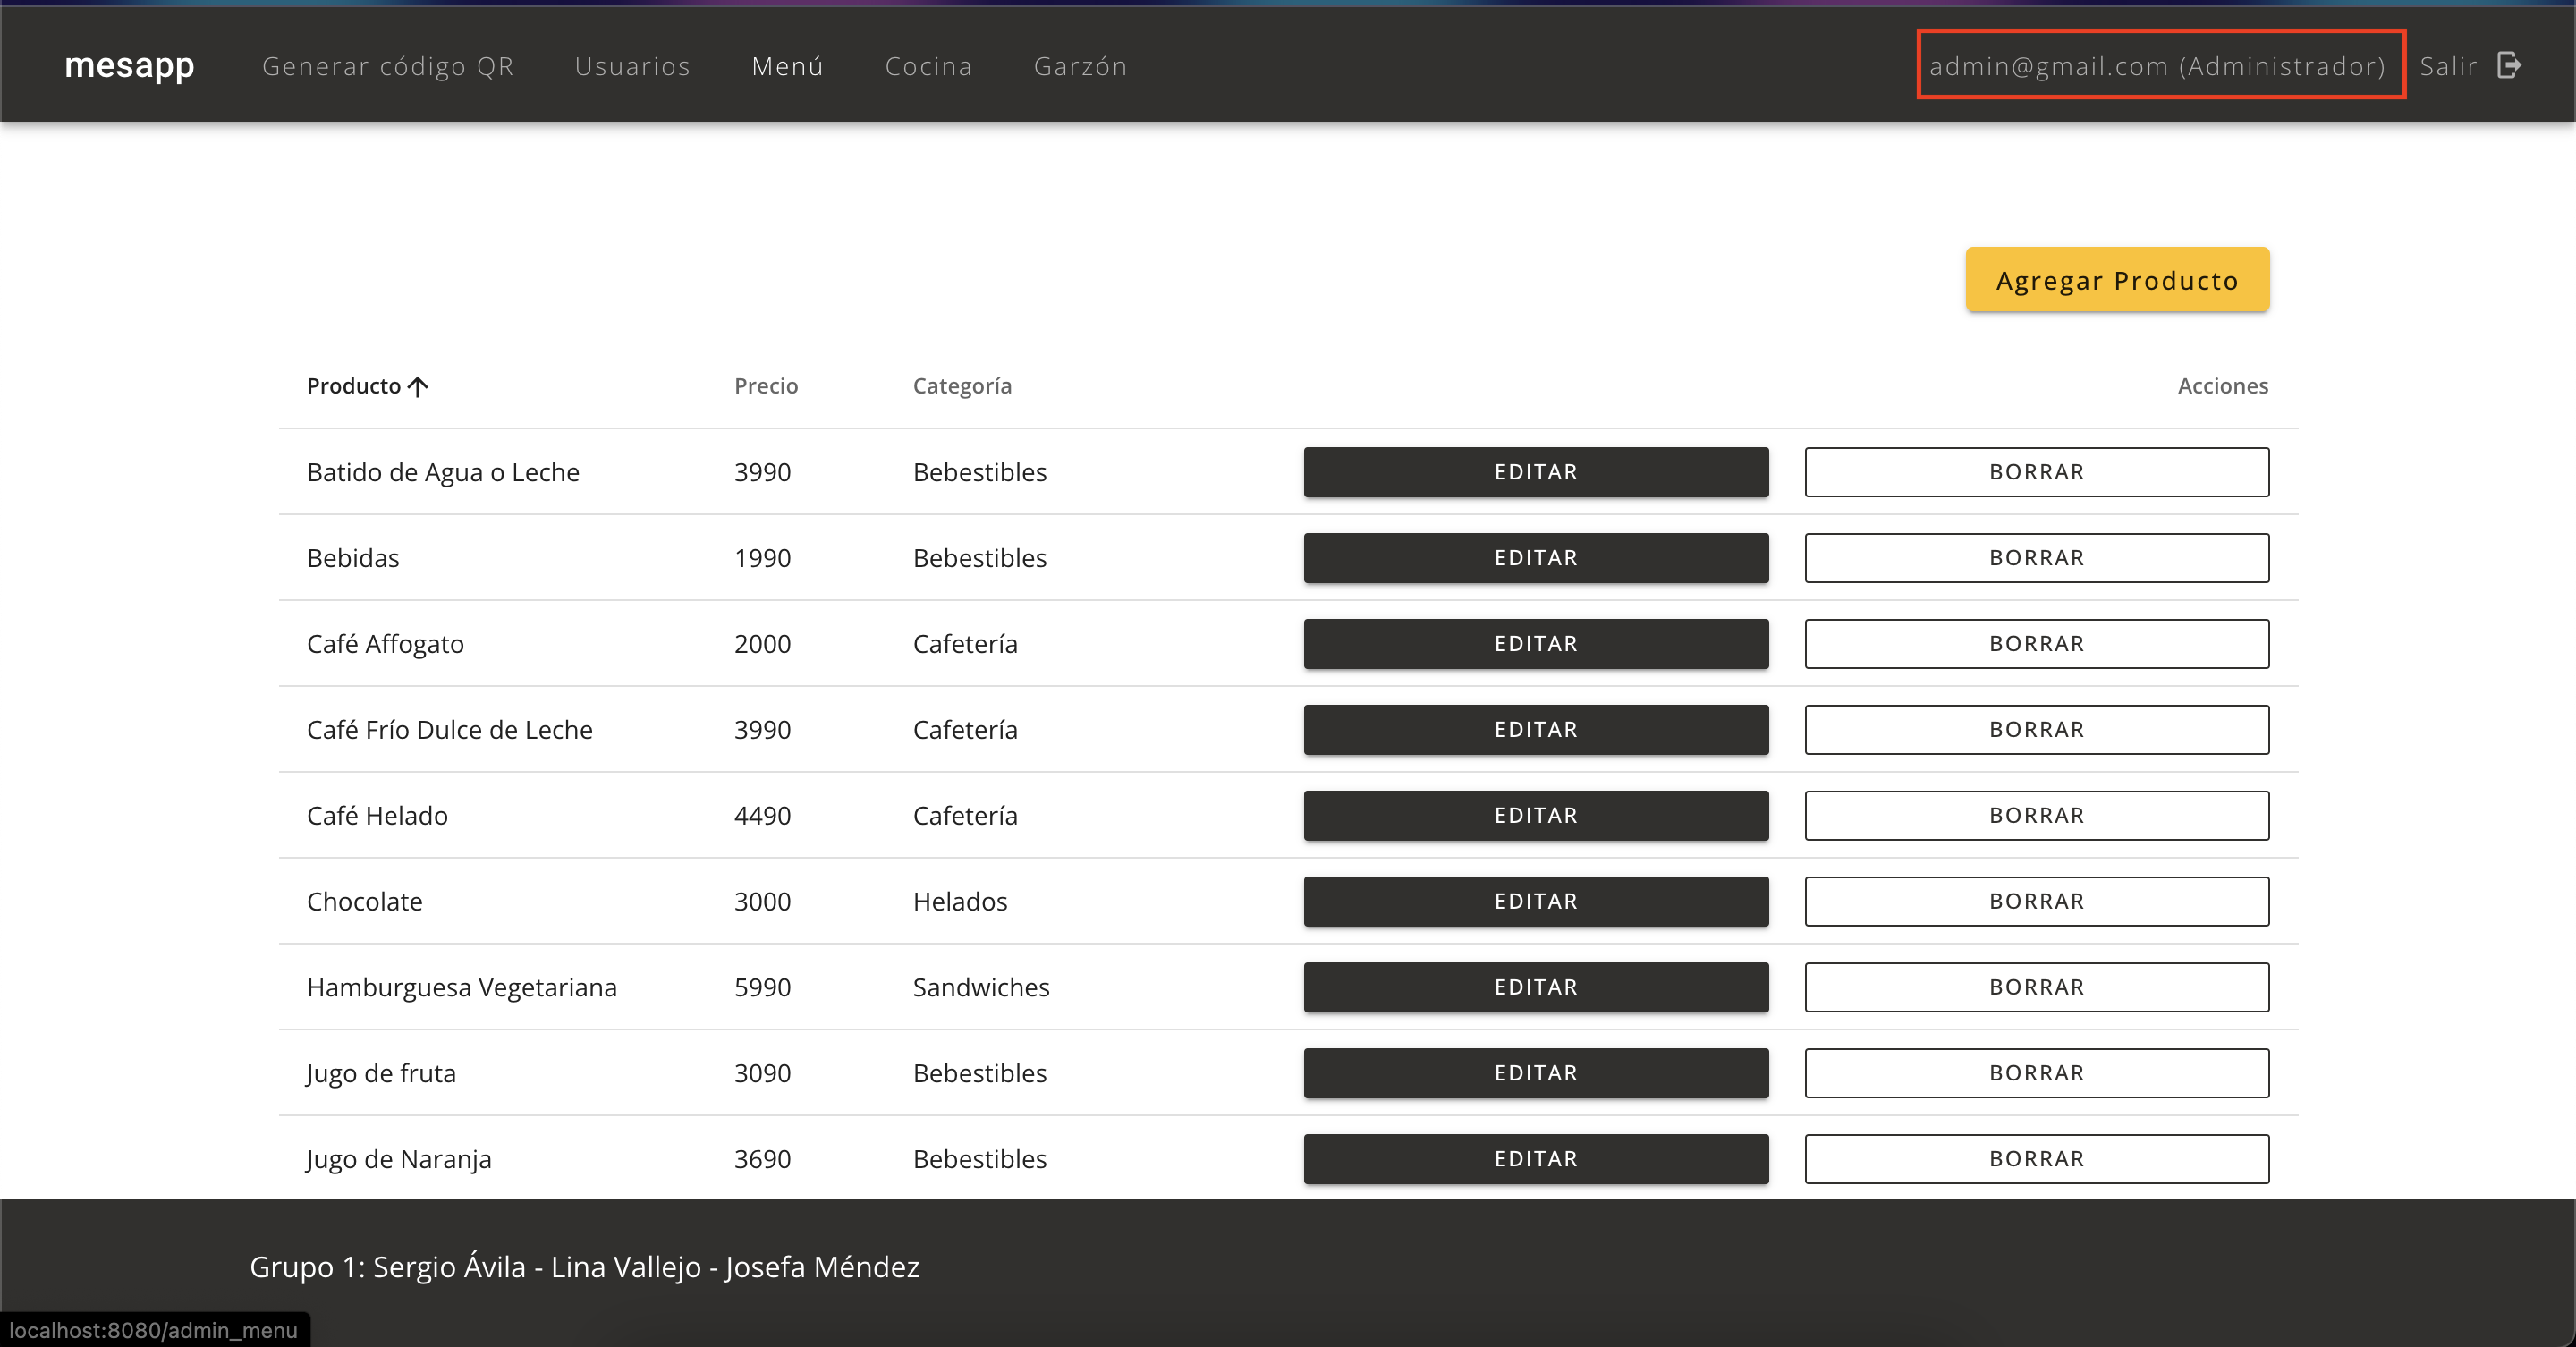 mesapp Generar código QR Usuarios Menú Cocina Garzón admin@gmail.com (Administrador) Salir
Agregar Producto
Producto Precio Categoría Acciones
Batido de Agua o Leche 3990 Bebestibles EDITAR BORRAR
Bebidas 1990 Bebestibles EDITAR BORRAR
Café Affogato 2000 Cafetería EDITAR BORRAR
Café Frío Dulce de Leche 3990 Cafetería EDITAR BORRAR
Café Helado 4490 Cafetería EDITAR BORRAR
Chocolate 3000 Helados EDITAR BORRAR
Hamburguesa Vegetariana 5990 Sandwiches EDITAR BORRAR
Jugo de fruta 3090 Bebestibles EDITAR BORRAR
Jugo de Naranja 3690 Bebestibles EDITAR BORRAR
Grupo 1: Sergio Ávila - Lina Vallejo - Josefa Méndez
localhost:8080/admin_menu